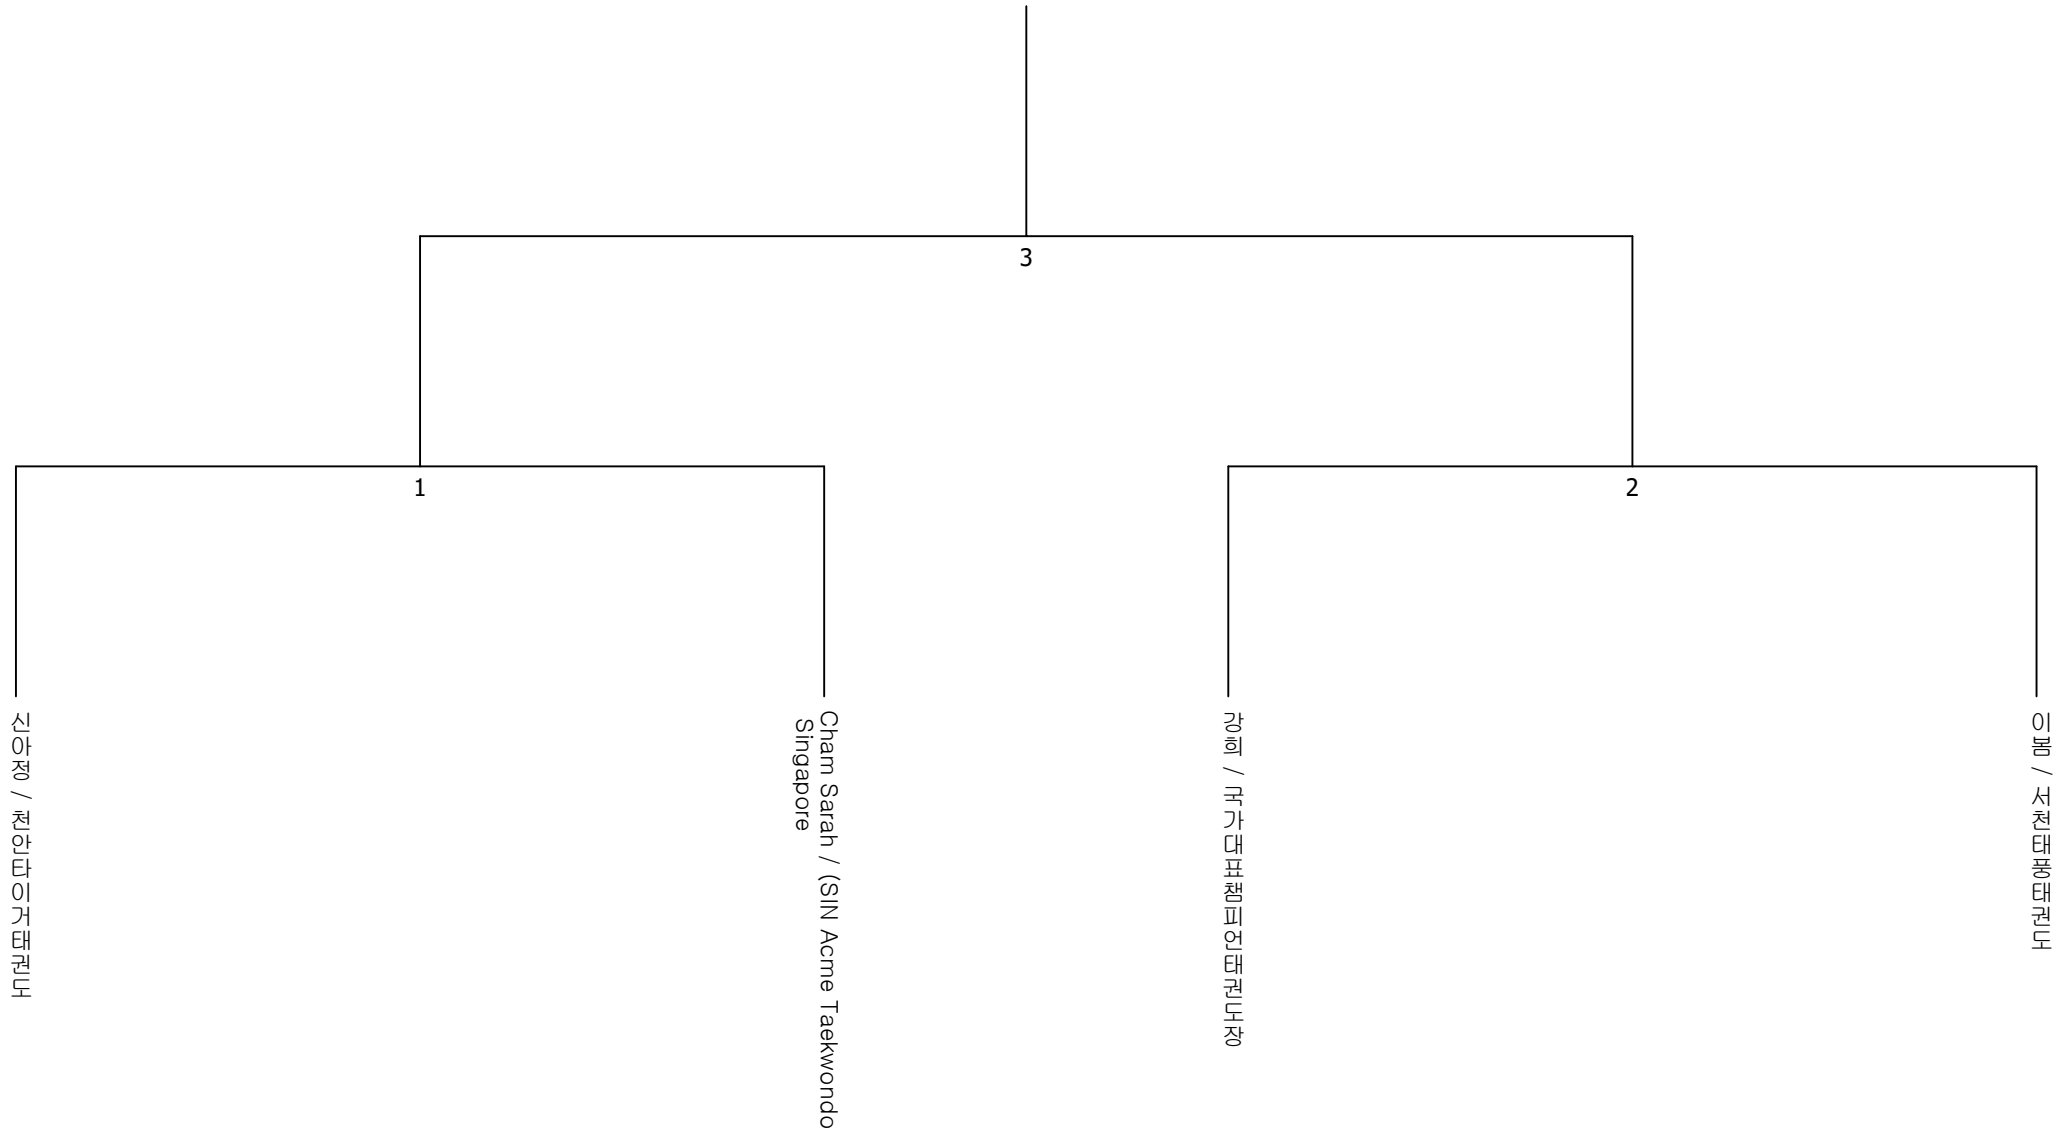 3
1
2
신아정 / 천안타이거태권도
Cham Sarah / (SIN Acme Taekwondo
Singapore
강희 / 국가대표챔피언태권도장
이봄 / 서천태풍태권도